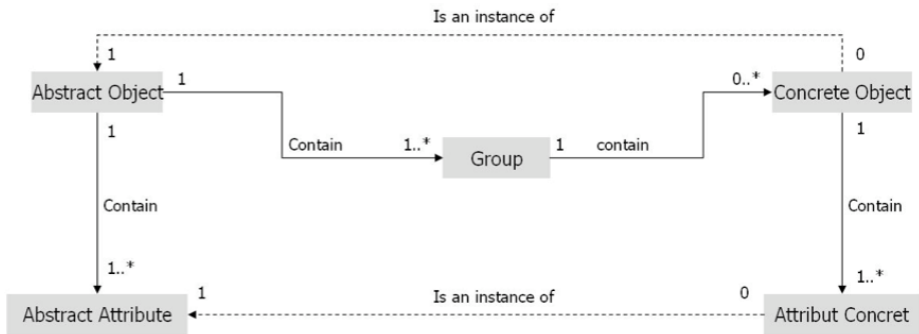 Is an instance of
1
0
Abstract Object
1
0..*
Concrete Object
1
1
Contain
1..*
1
contain
Group
Contain
Contain
1..*
1..*
1
Is an instance of
0
Abstract Attribute
Attribut Concret